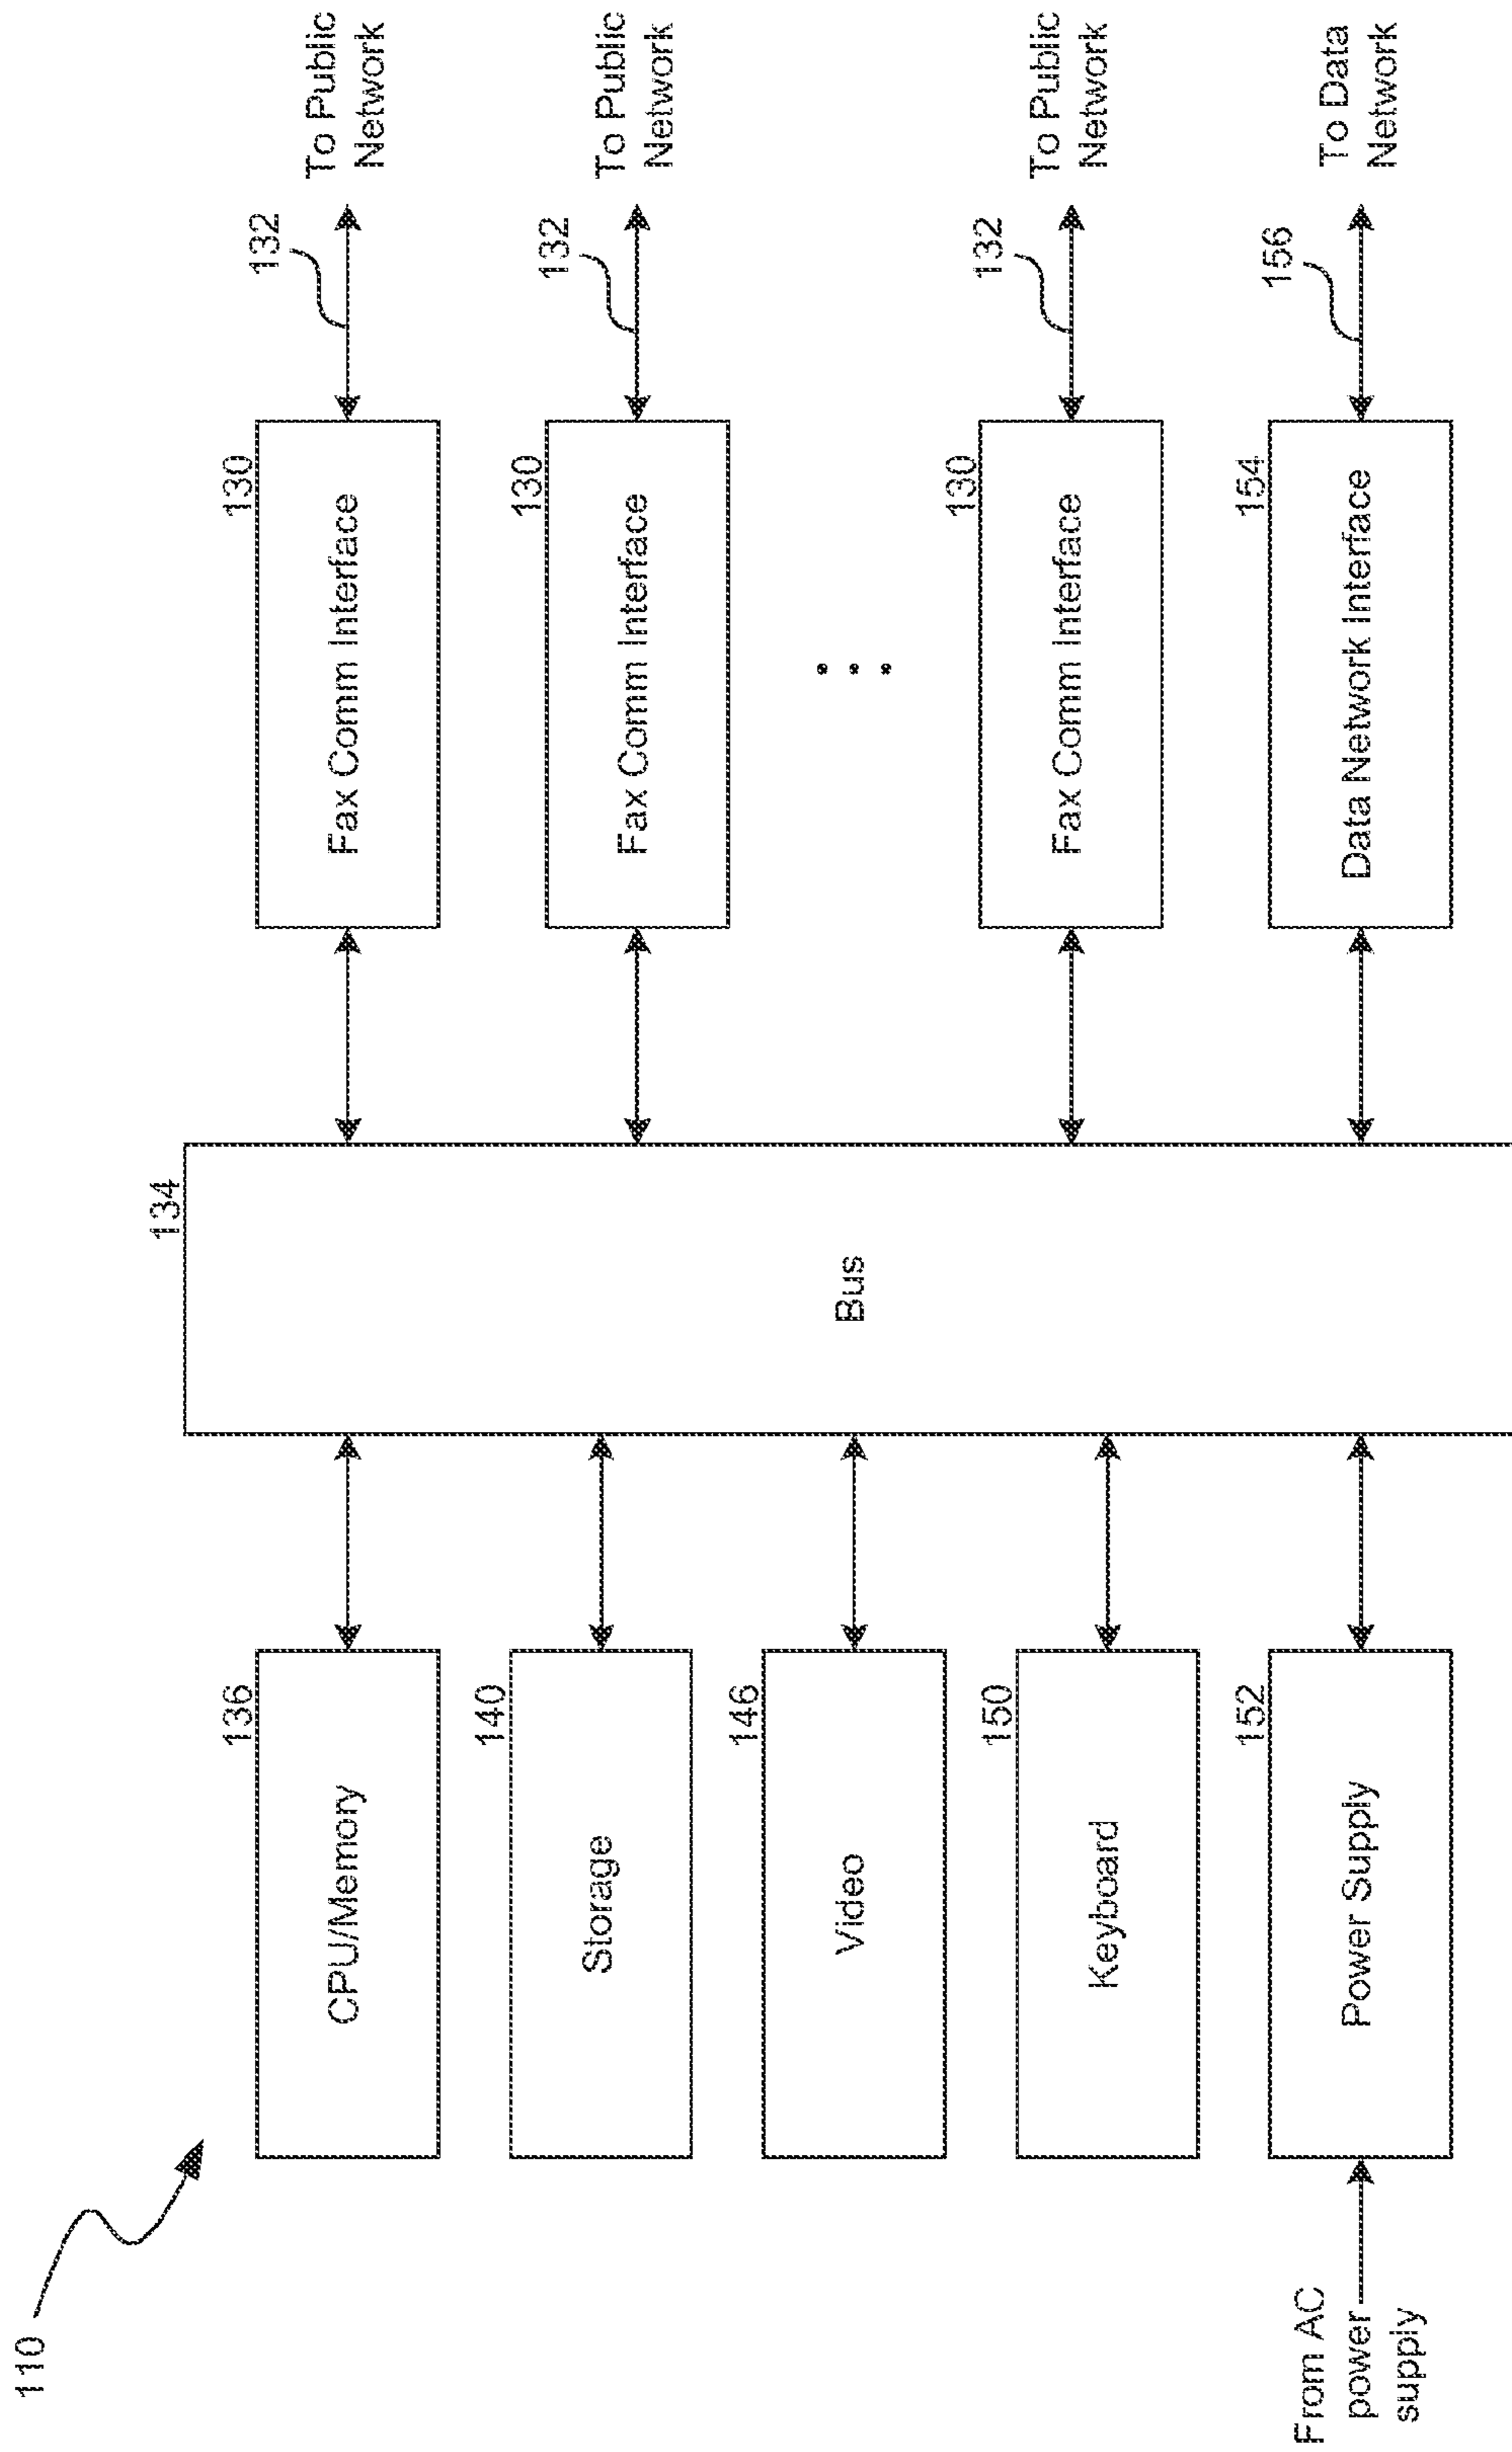 110
136
CPU/Memory
140
Storage
146
Video
150
Keyboard
152
Power Supply
From AC
power
supply
134
Bus
130
Fax Comm Interface
132
To Public
Network
130
Fax Comm Interface
132
To Public
Network
130
Fax Comm Interface
132
To Public
Network
154
Data Network Interface
156
To Data
Network